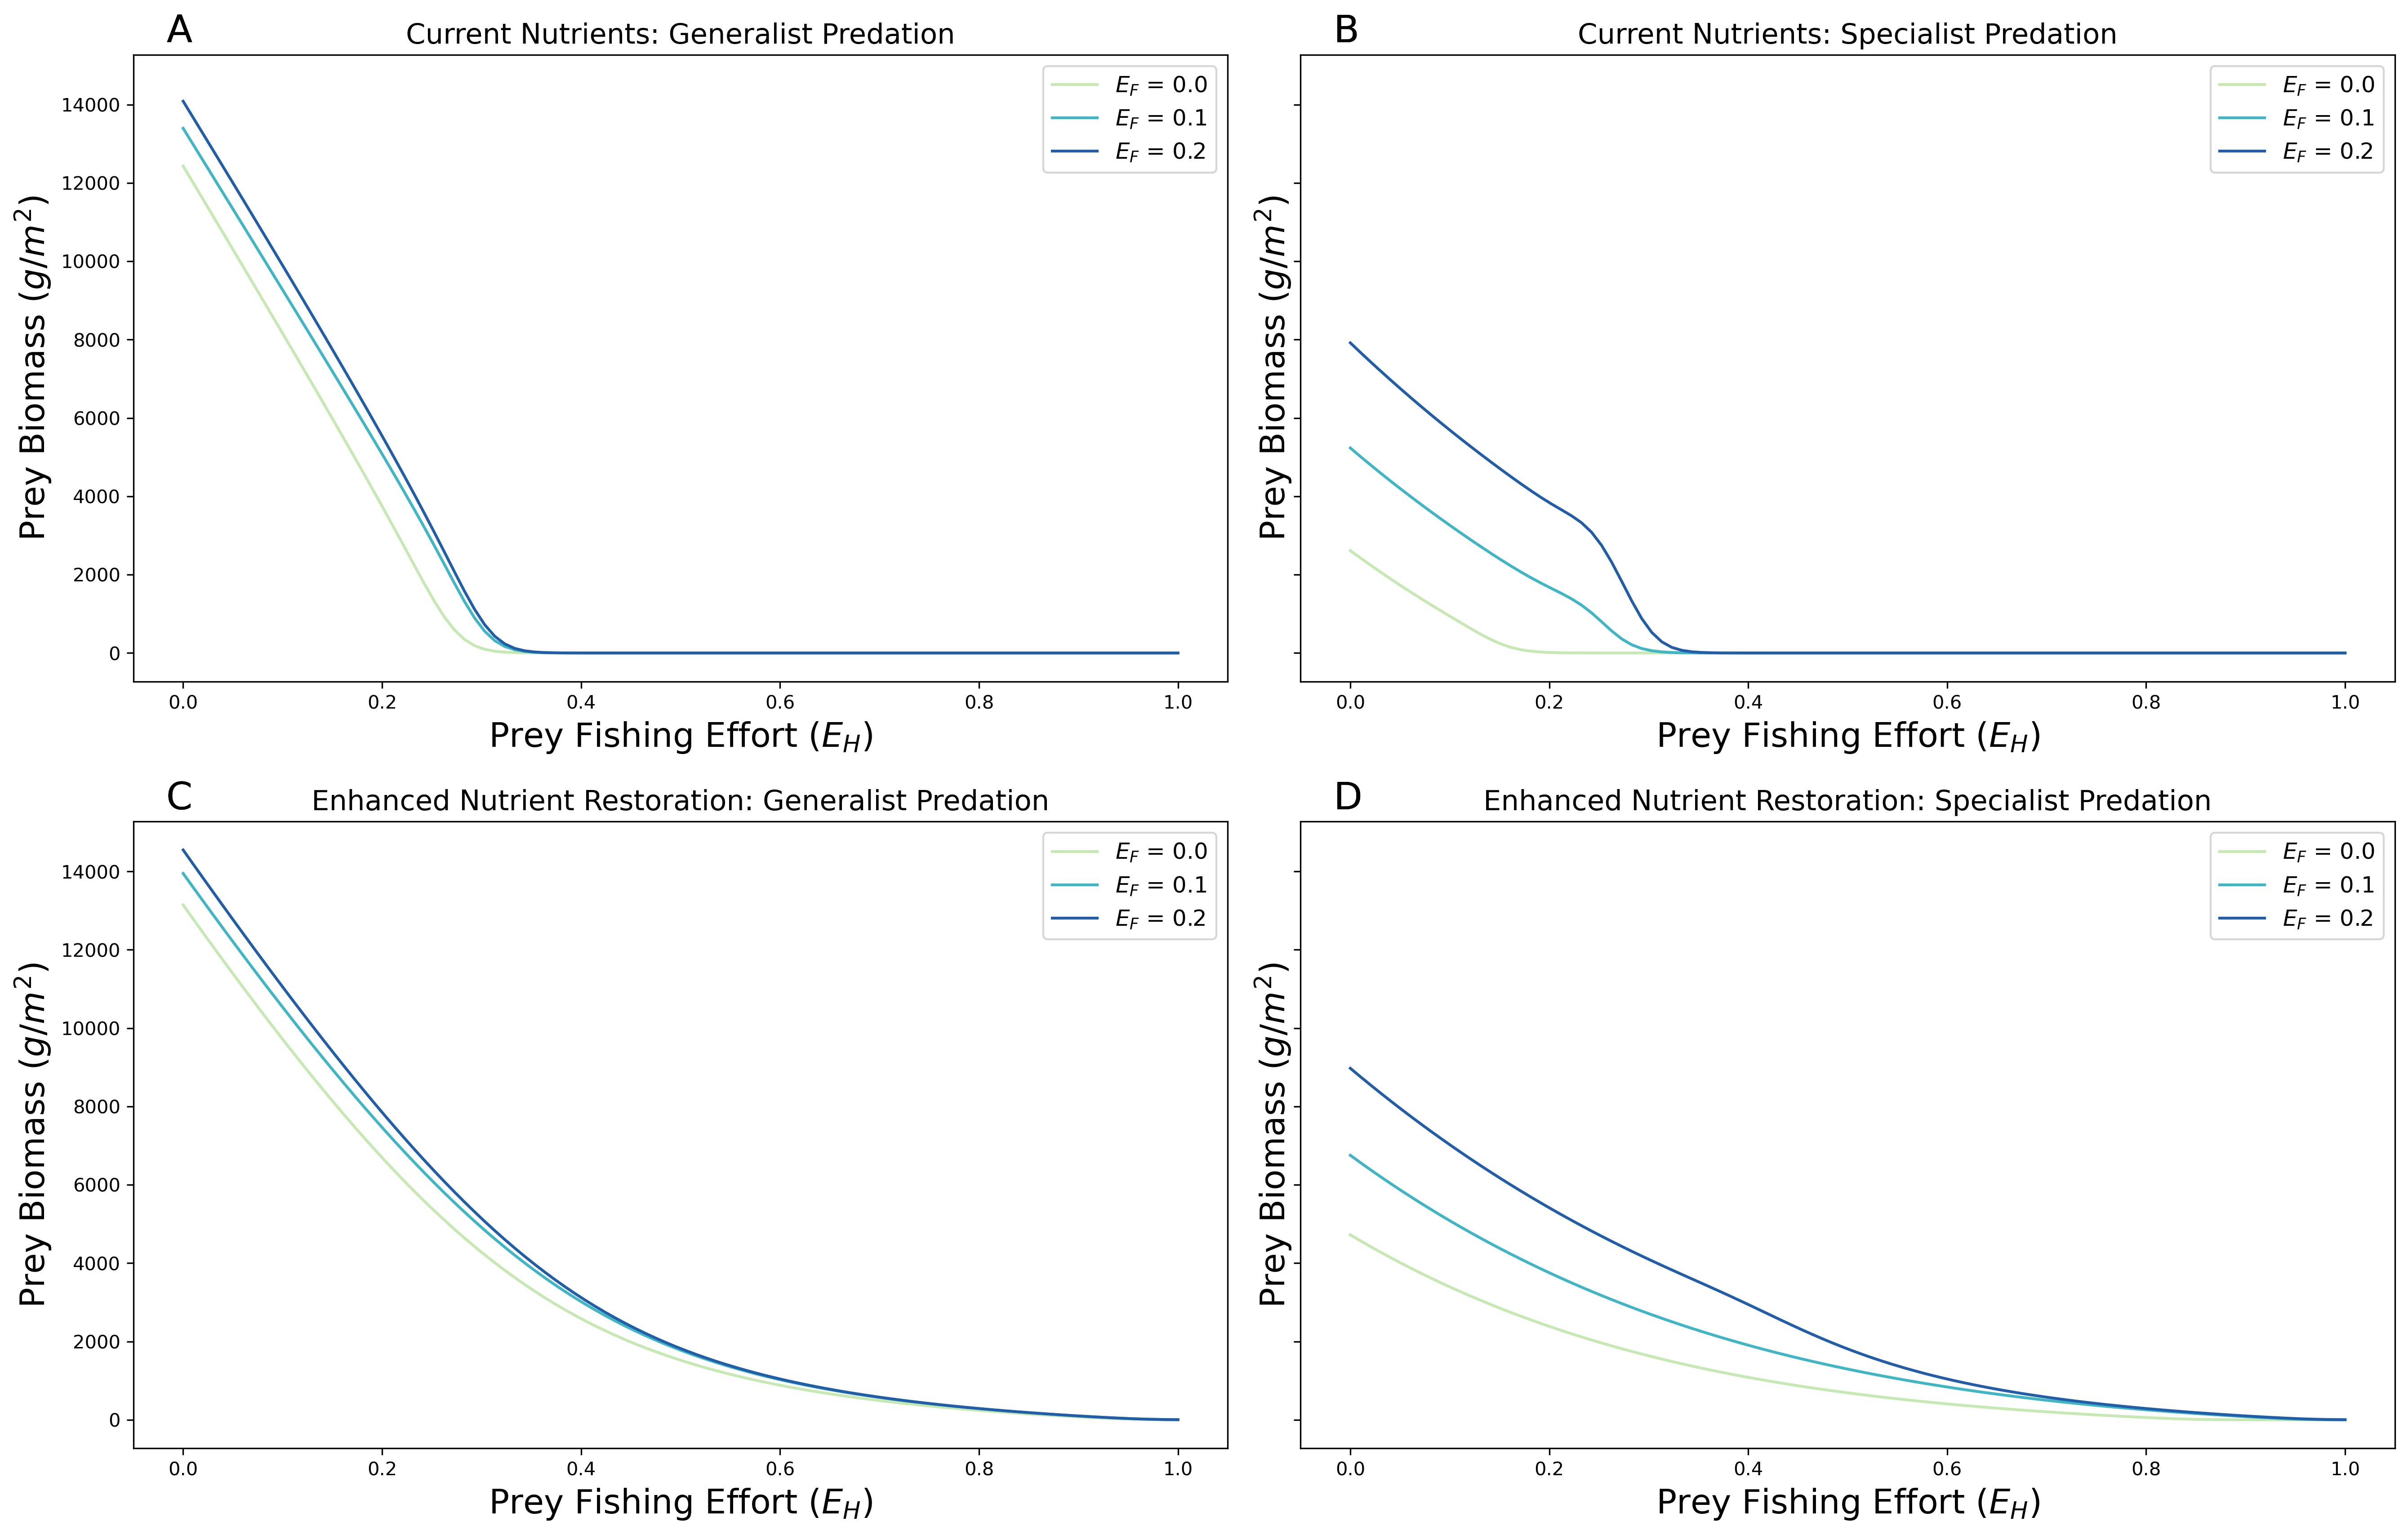 A
Current Nutrients: Generalist Predation
Prey Biomass (g/m²)
14000
12000
10000
8000
6000
4000
2000
0
E_F = 0.0
E_F = 0.1
E_F = 0.2
0.0 0.2 0.4 0.6 0.8 1.0
Prey Fishing Effort (E_H)
B
Current Nutrients: Specialist Predation
Prey Biomass (g/m²)
E_F = 0.0
E_F = 0.1
E_F = 0.2
0.0 0.2 0.4 0.6 0.8 1.0
Prey Fishing Effort (E_H)
C
Enhanced Nutrient Restoration: Generalist Predation
Prey Biomass (g/m²)
14000
12000
10000
8000
6000
4000
2000
0
E_F = 0.0
E_F = 0.1
E_F = 0.2
0.0 0.2 0.4 0.6 0.8 1.0
Prey Fishing Effort (E_H)
D
Enhanced Nutrient Restoration: Specialist Predation
Prey Biomass (g/m²)
E_F = 0.0
E_F = 0.1
E_F = 0.2
0.0 0.2 0.4 0.6 0.8 1.0
Prey Fishing Effort (E_H)